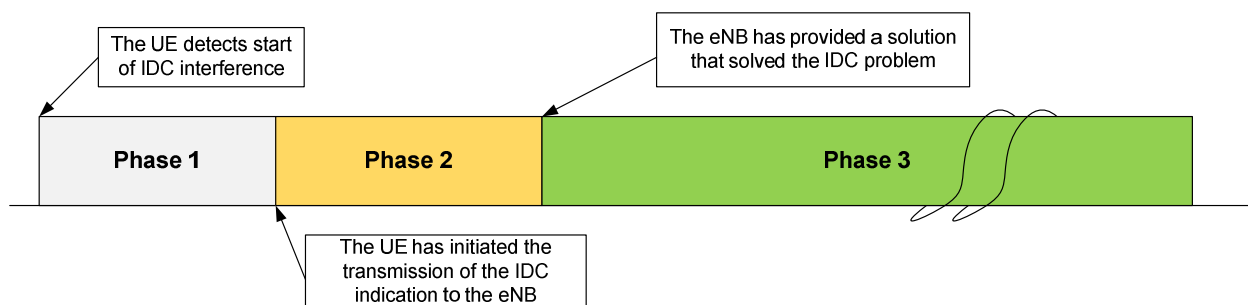 The UE detects start
of IDC interference
The eNB has provided a solution
that solved the IDC problem
Phase 1
Phase 2
Phase 3
The UE has initiated the
transmission of the IDC
indication to the eNB